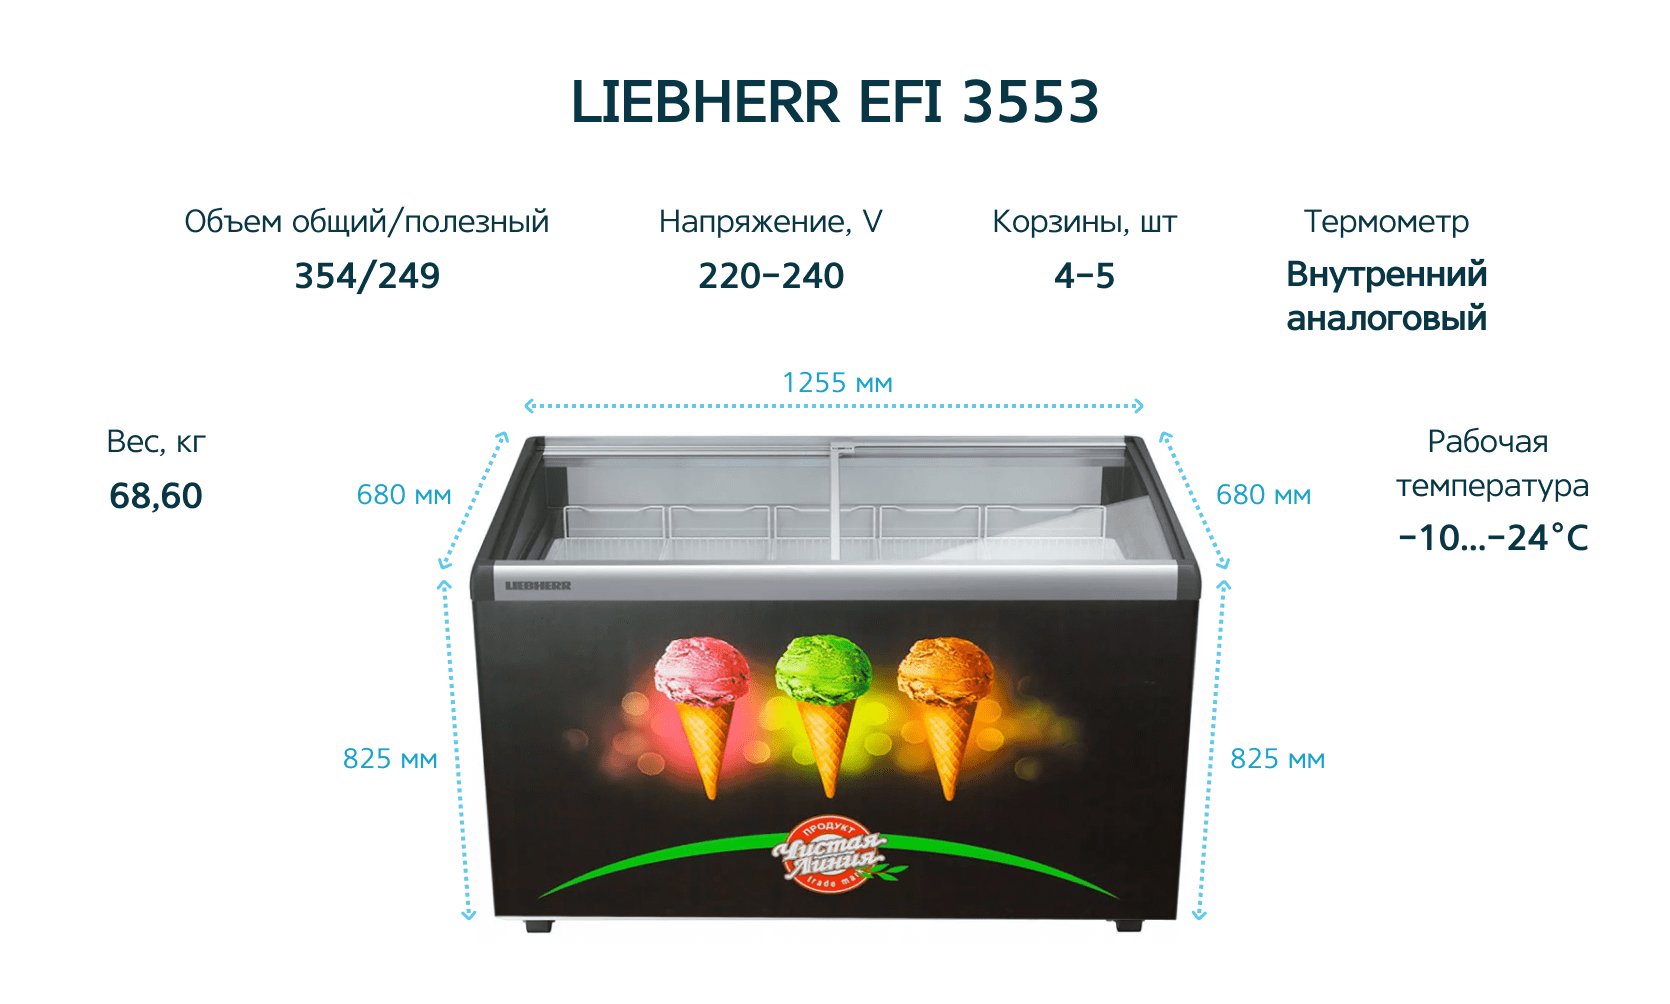 LIEBHERR EFI 3553
Объем общий/полезный
354/249
Напряжение, V
220-240
Корзины, шт
4-5
Термометр
Внутренний
аналоговый
1255 мм
Вес, кг
68,60
680 мм
680 мм
Рабочая
температура
-10...-24°C
LIEBHERR
825 мм
825 мм
ПРОДУКТ
Чистая
Линия
trade mark